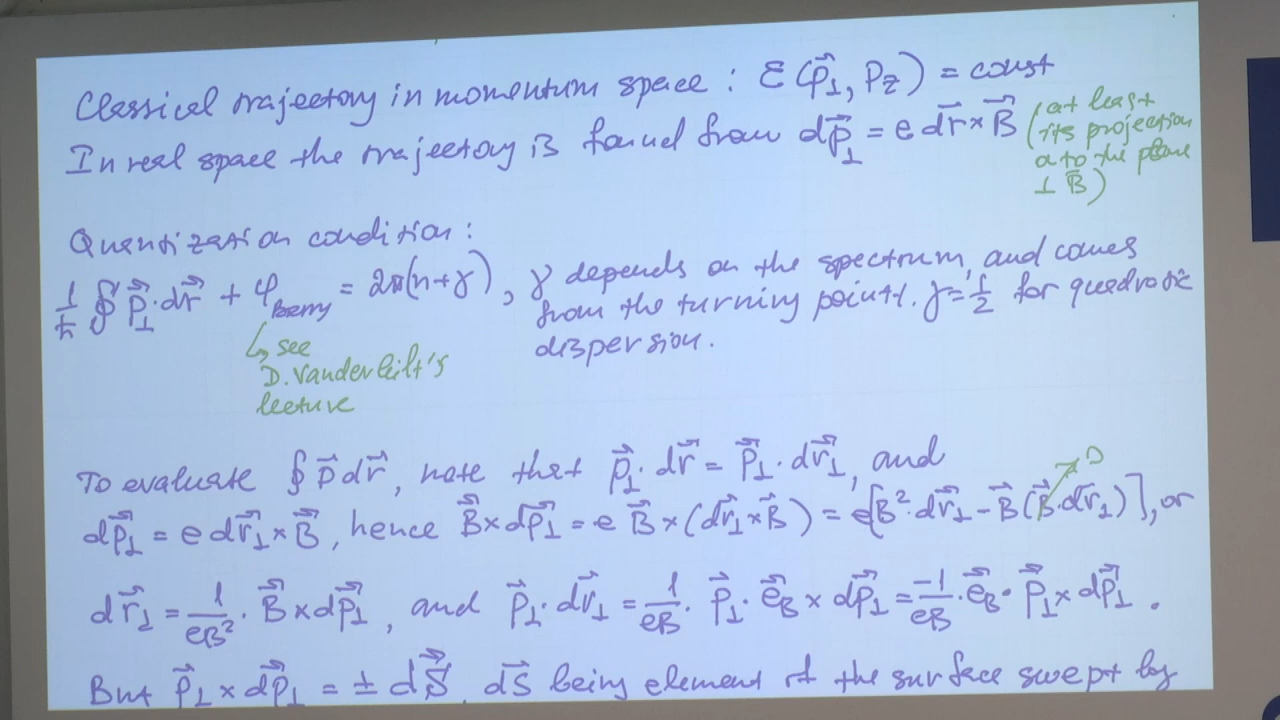 Classical trajectory in momentum space : ε(p⃗⊥, pz) = const
In real space the trajectory is found from dp⃗⊥ = e dr⃗ × B⃗ (at least
its projection
onto the plane
⊥ B⃗)
Quantization condition :
1/ħ ∮ p⃗⊥·dr⃗ + φBerry = 2π(n+γ), γ depends on the spectrum, and comes
from the turning points. γ = 1/2 for quadratic
dispersion.
↳ see
D. Vanderbilt's
lecture
To evaluate ∮ p⃗ dr⃗, note that p⃗⊥·dr⃗ = p⃗⊥·dr⃗⊥, and
dp⃗⊥ = e dr⃗⊥ × B⃗, hence B⃗ × dp⃗⊥ = e B⃗ × (dr⃗⊥ × B⃗) = e[B²·dr⃗⊥ − B⃗(B⃗·dr⃗⊥)], or
→ 0
dr⃗⊥ = 1/eB² · B⃗ × dp⃗⊥, and p⃗⊥·dr⃗⊥ = 1/eB · p⃗⊥·e⃗B × dp⃗⊥ = −1/eB · e⃗B · p⃗⊥ × dp⃗⊥ .
But p⃗⊥ × dp⃗⊥ = ± dS⃗, dS⃗ being element of the surface swept by